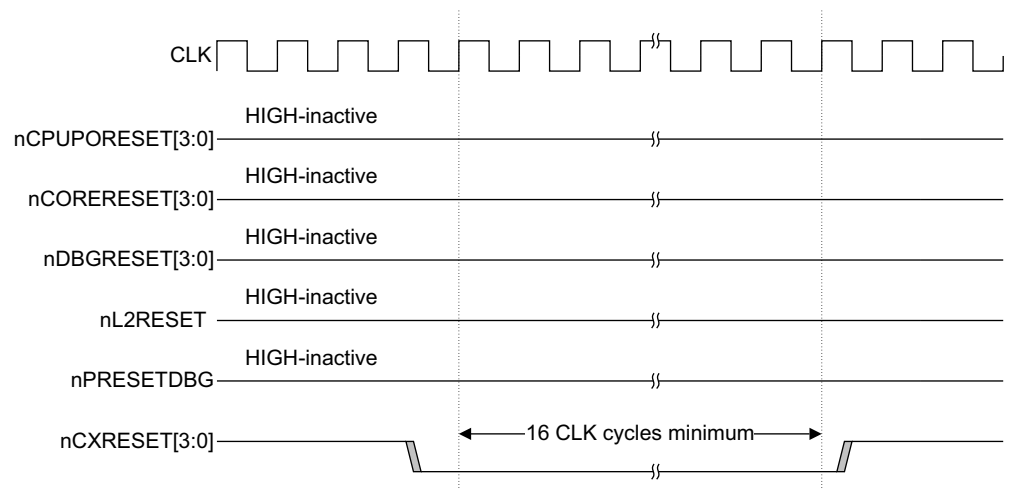 CLK
HIGH-inactive
nCPUPORESET[3:0]
HIGH-inactive
nCORERESET[3:0]
HIGH-inactive
nDBGRESET[3:0]
HIGH-inactive
nL2RESET
HIGH-inactive
nPRESETDBG
nCXRESET[3:0]
16 CLK cycles minimum